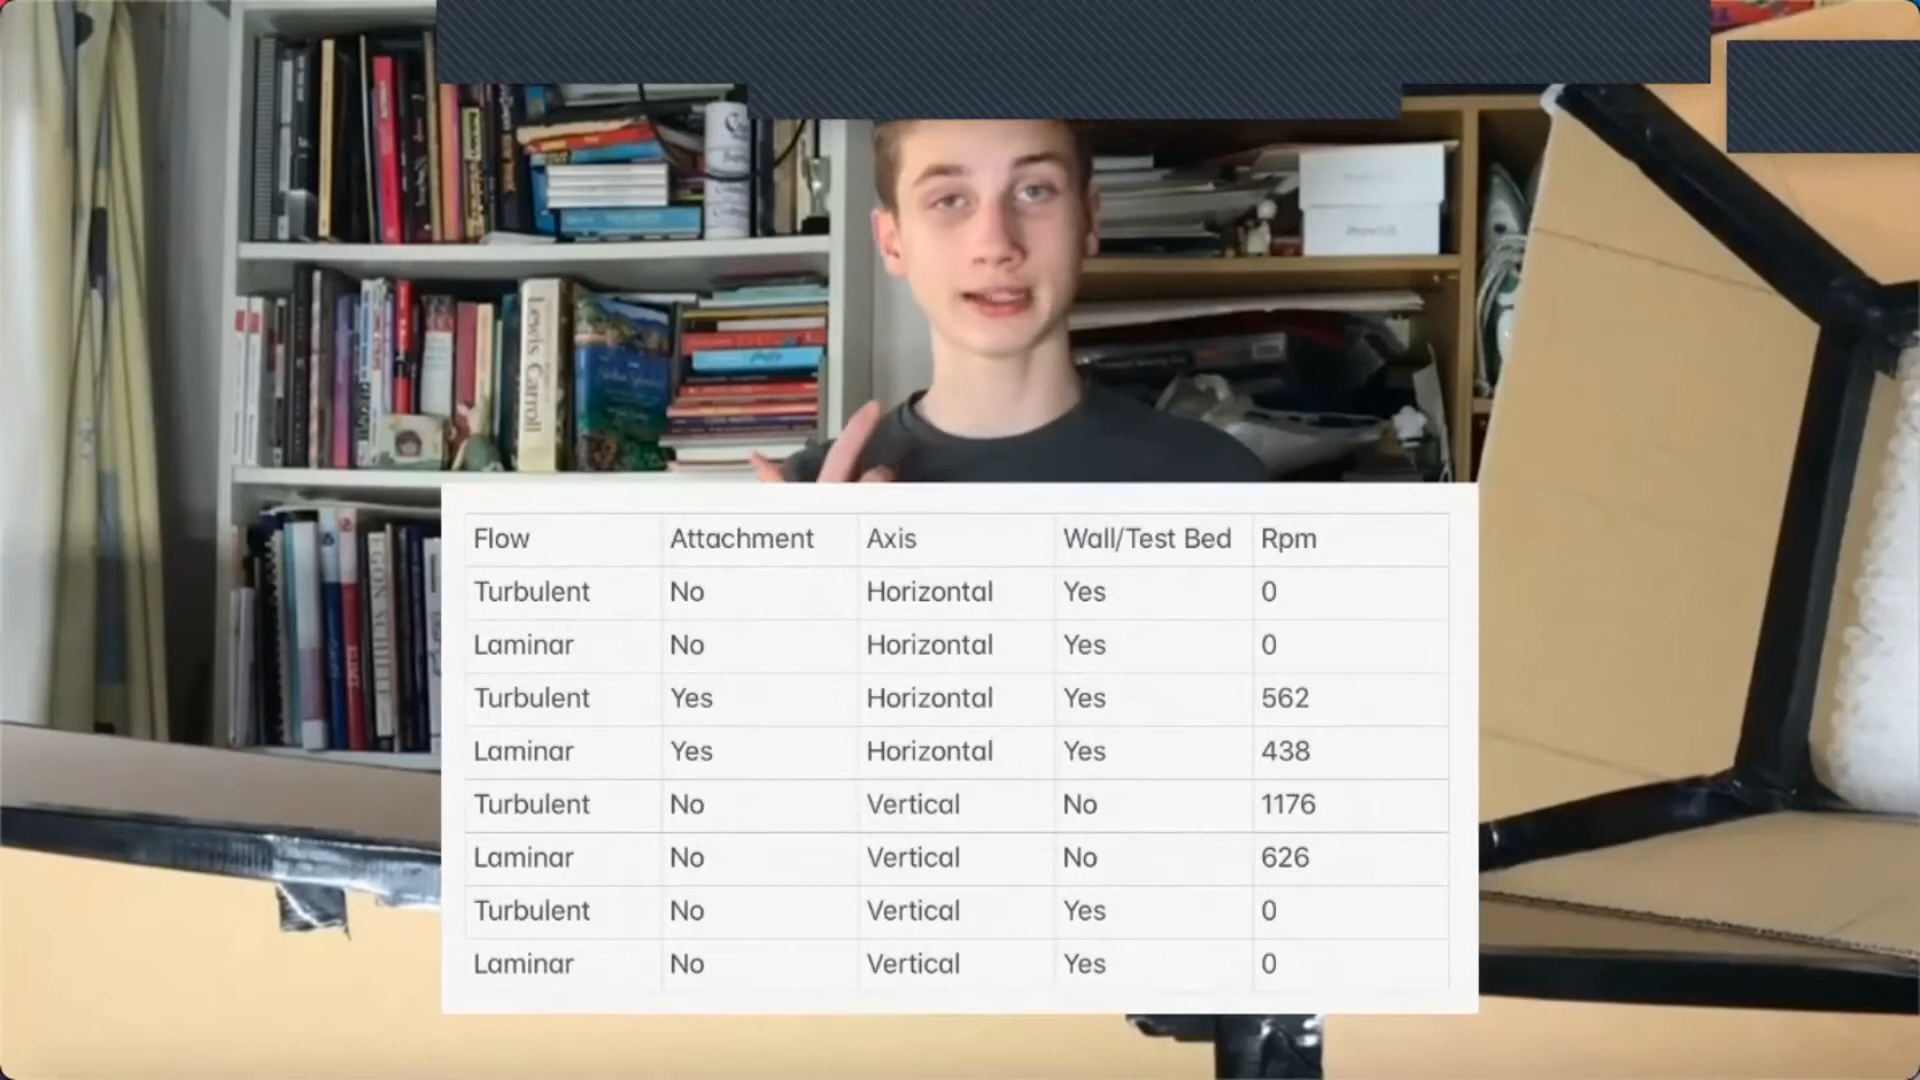 Lewis Carroll
EGON SCHIELE
Flow Attachment Axis Wall/Test Bed Rpm
Turbulent No Horizontal Yes 0
Laminar No Horizontal Yes 0
Turbulent Yes Horizontal Yes 562
Laminar Yes Horizontal Yes 438
Turbulent No Vertical No 1176
Laminar No Vertical No 626
Turbulent No Vertical Yes 0
Laminar No Vertical Yes 0